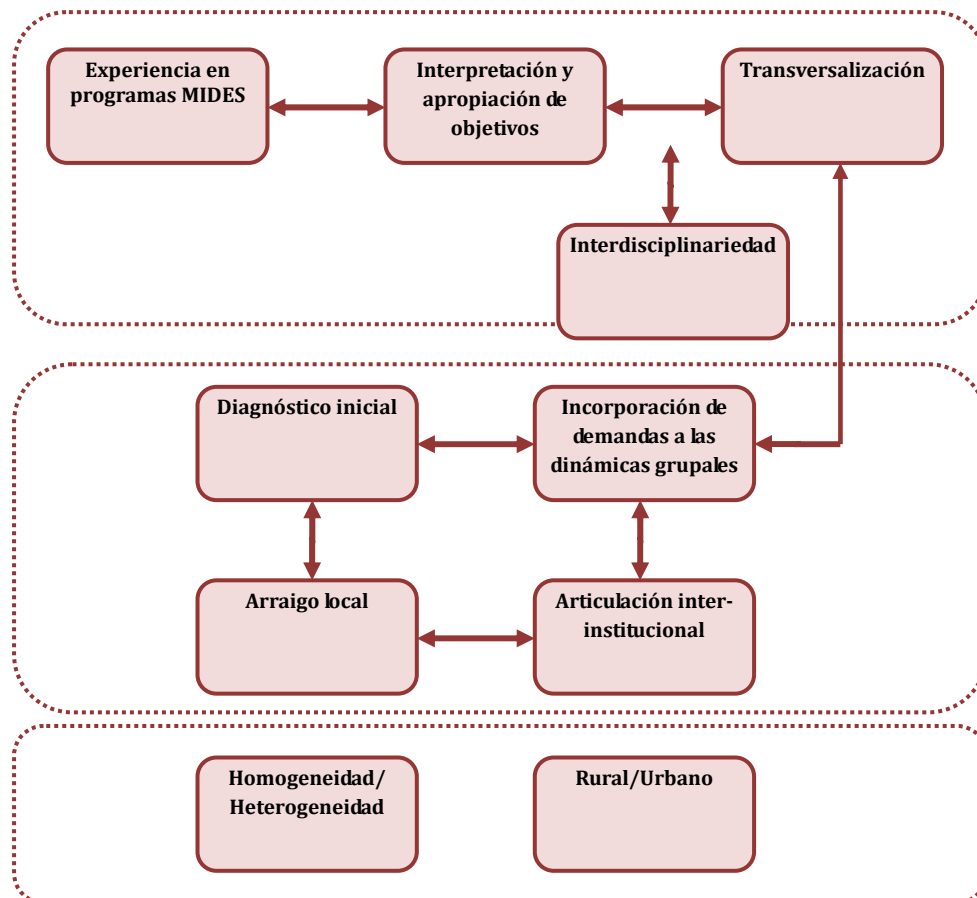 Experiencia en
programas MIDES
Interpretación y
apropiación de
objetivos
Transversalización
Interdisciplinariedad
Diagnóstico inicial
Incorporación de
demandas a las
dinámicas grupales
Arraigo local
Articulación inter-
institucional
Homogeneidad/
Heterogeneidad
Rural/Urbano